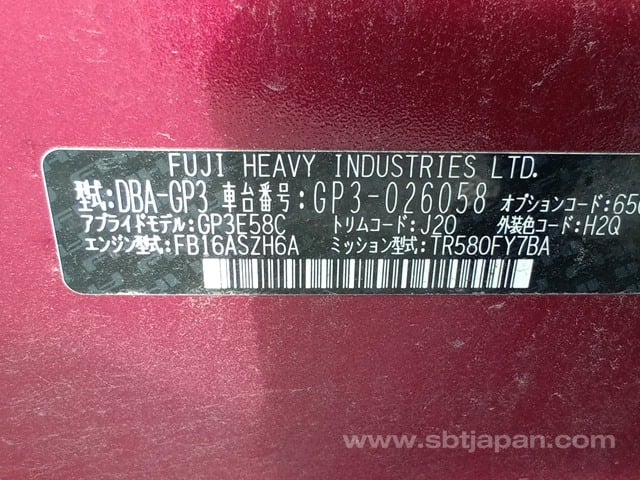 FUJI HEAVY INDUSTRIES LTD.
型式:DBA-GP3 車台番号:GP3-026058 オプションコード:650
アプライドモデル:GP3E58C トリムコード:J20 外装色コード:H2Q
エンジン型式:FB16ASZH6A ミッション型式:TR580FY7BA
www.sbtjapan.com